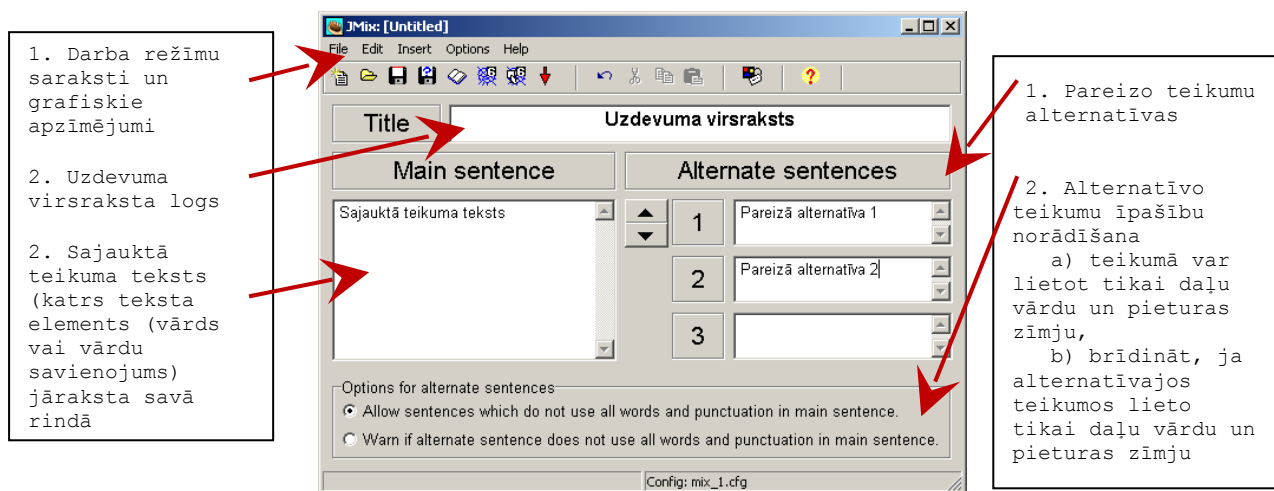 1. Darba režīmu
saraksti un
grafiskie
apzīmējumi
2. Uzdevuma
virsraksta logs
2. Sajauktā
teikuma teksts
(katrs teksta
elements (vārds
vai vārdu
savienojums)
jāraksta savā
rindā
JMix: [Untitled]
File Edit Insert Options Help
Title
Uzdevuma virsraksts
Main sentence
Alternate sentences
Sajauktā teikuma teksts
1
Pareizā alternatīva 1
2
Pareizā alternatīva 2
3
Options for alternate sentences
Allow sentences which do not use all words and punctuation in main sentence.
Warn if alternate sentence does not use all words and punctuation in main sentence.
Config: mix_1.cfg
1. Pareizo teikumu
alternatīvas
2. Alternatīvo
teikumu īpašību
norādīšana
a) teikumā var
lietot tikai daļu
vārdu un pieturas
zīmju,
b) brīdināt, ja
alternatīvajos
teikumos lieto
tikai daļu vārdu un
pieturas zīmju